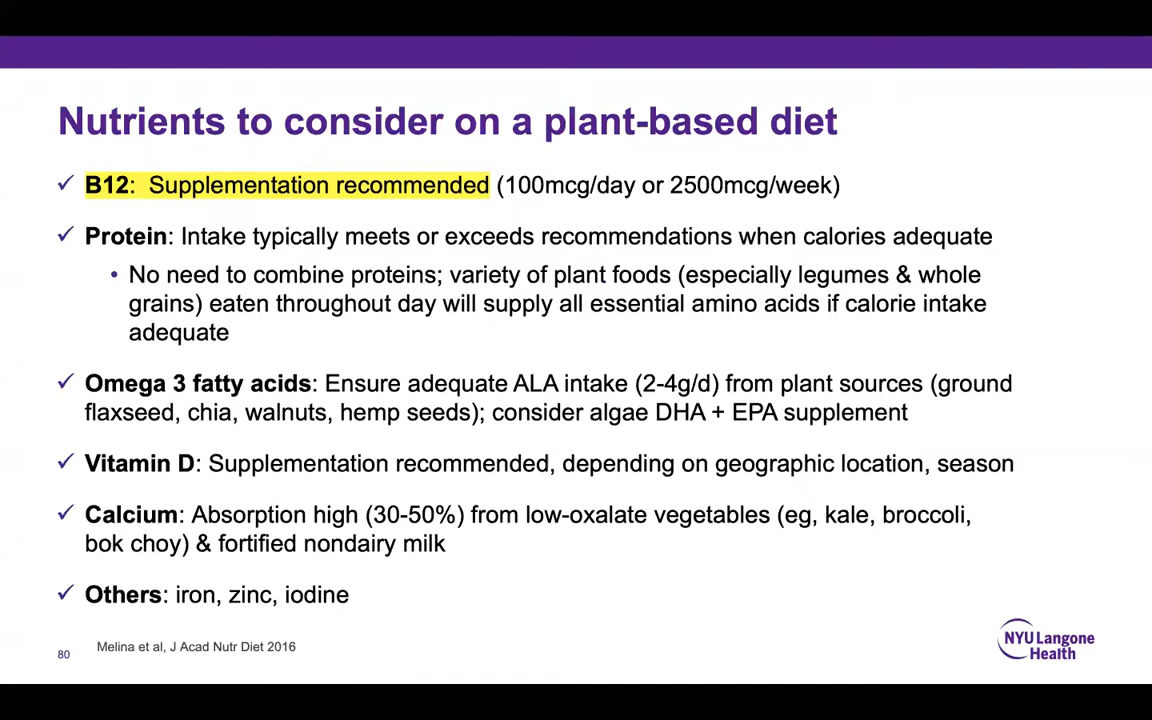 Nutrients to consider on a plant-based diet
✓ B12: Supplementation recommended (100mcg/day or 2500mcg/week)
✓ Protein: Intake typically meets or exceeds recommendations when calories adequate
• No need to combine proteins; variety of plant foods (especially legumes & whole
grains) eaten throughout day will supply all essential amino acids if calorie intake
adequate
✓ Omega 3 fatty acids: Ensure adequate ALA intake (2-4g/d) from plant sources (ground
flaxseed, chia, walnuts, hemp seeds); consider algae DHA + EPA supplement
✓ Vitamin D: Supplementation recommended, depending on geographic location, season
✓ Calcium: Absorption high (30-50%) from low-oxalate vegetables (eg, kale, broccoli,
bok choy) & fortified nondairy milk
✓ Others: iron, zinc, iodine
80
Melina et al, J Acad Nutr Diet 2016
NYU Langone
Health